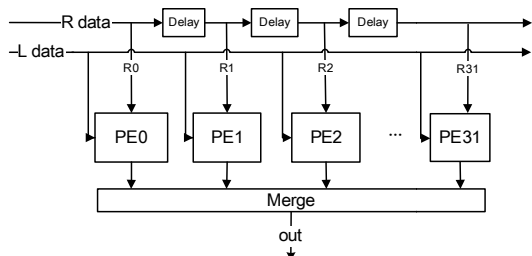 R data Delay Delay Delay
L data
R0 R1 R2 R31
PE0 PE1 PE2 ... PE31
Merge
out